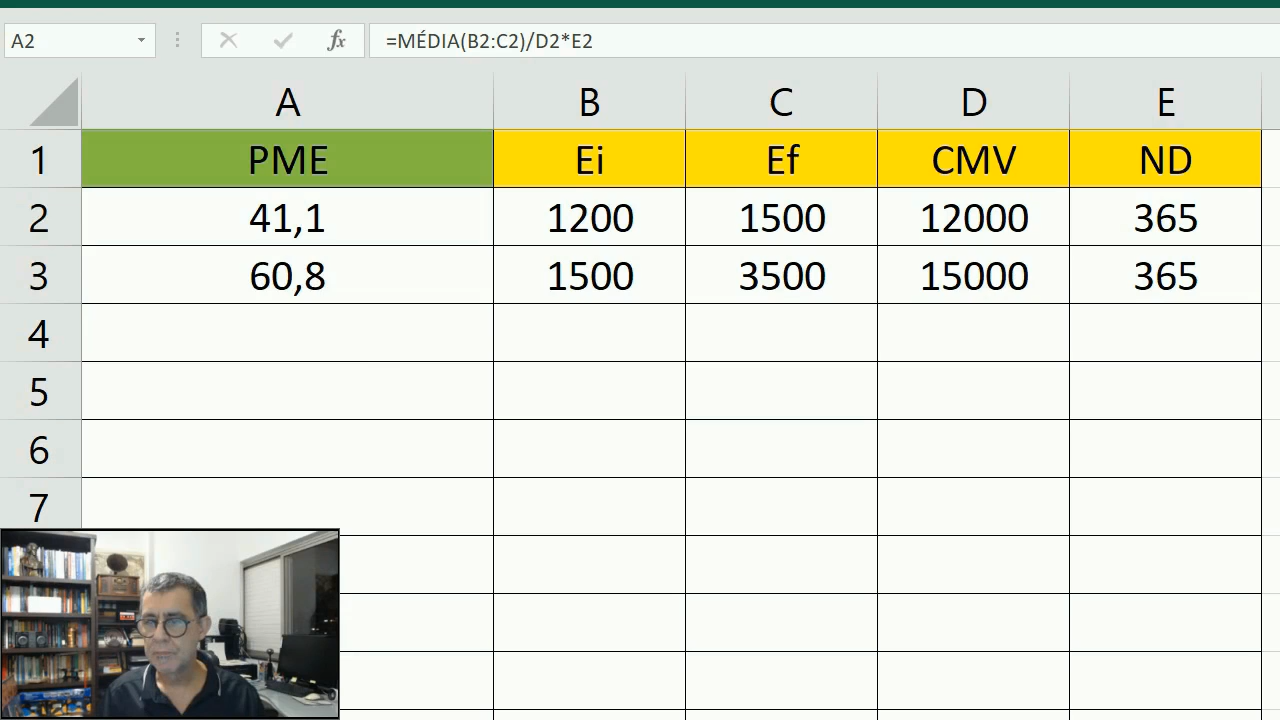 A2 fx =MÉDIA(B2:C2)/D2*E2
A B C D E
1 PME Ei Ef CMV ND
2 41,1 1200 1500 12000 365
3 60,8 1500 3500 15000 365
4
5
6
7